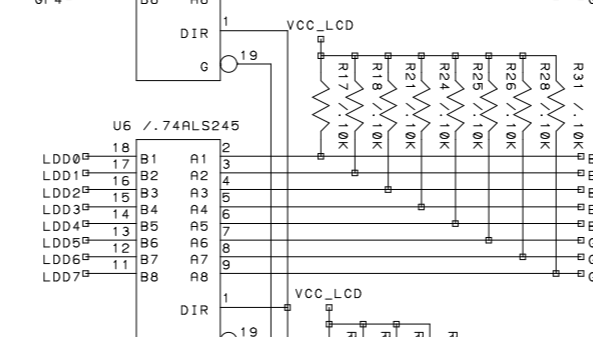 DIR 1
VCC_LCD
G 19
R17 /.10K
R18 /.10K
R21 /.10K
R24 /.10K
R25 /.10K
R26 /.10K
R28 /.10K
R31 /.10K
U6 /.74ALS245
LDD0 18 B1 A1 2
LDD1 17 B2 A2 3
LDD2 16 B3 A3 4
LDD3 15 B4 A4 5
LDD4 14 B5 A5 6
LDD5 13 B6 A6 7
LDD6 12 B7 A7 8
LDD7 11 B8 A8 9
VCC_LCD
DIR 1
19